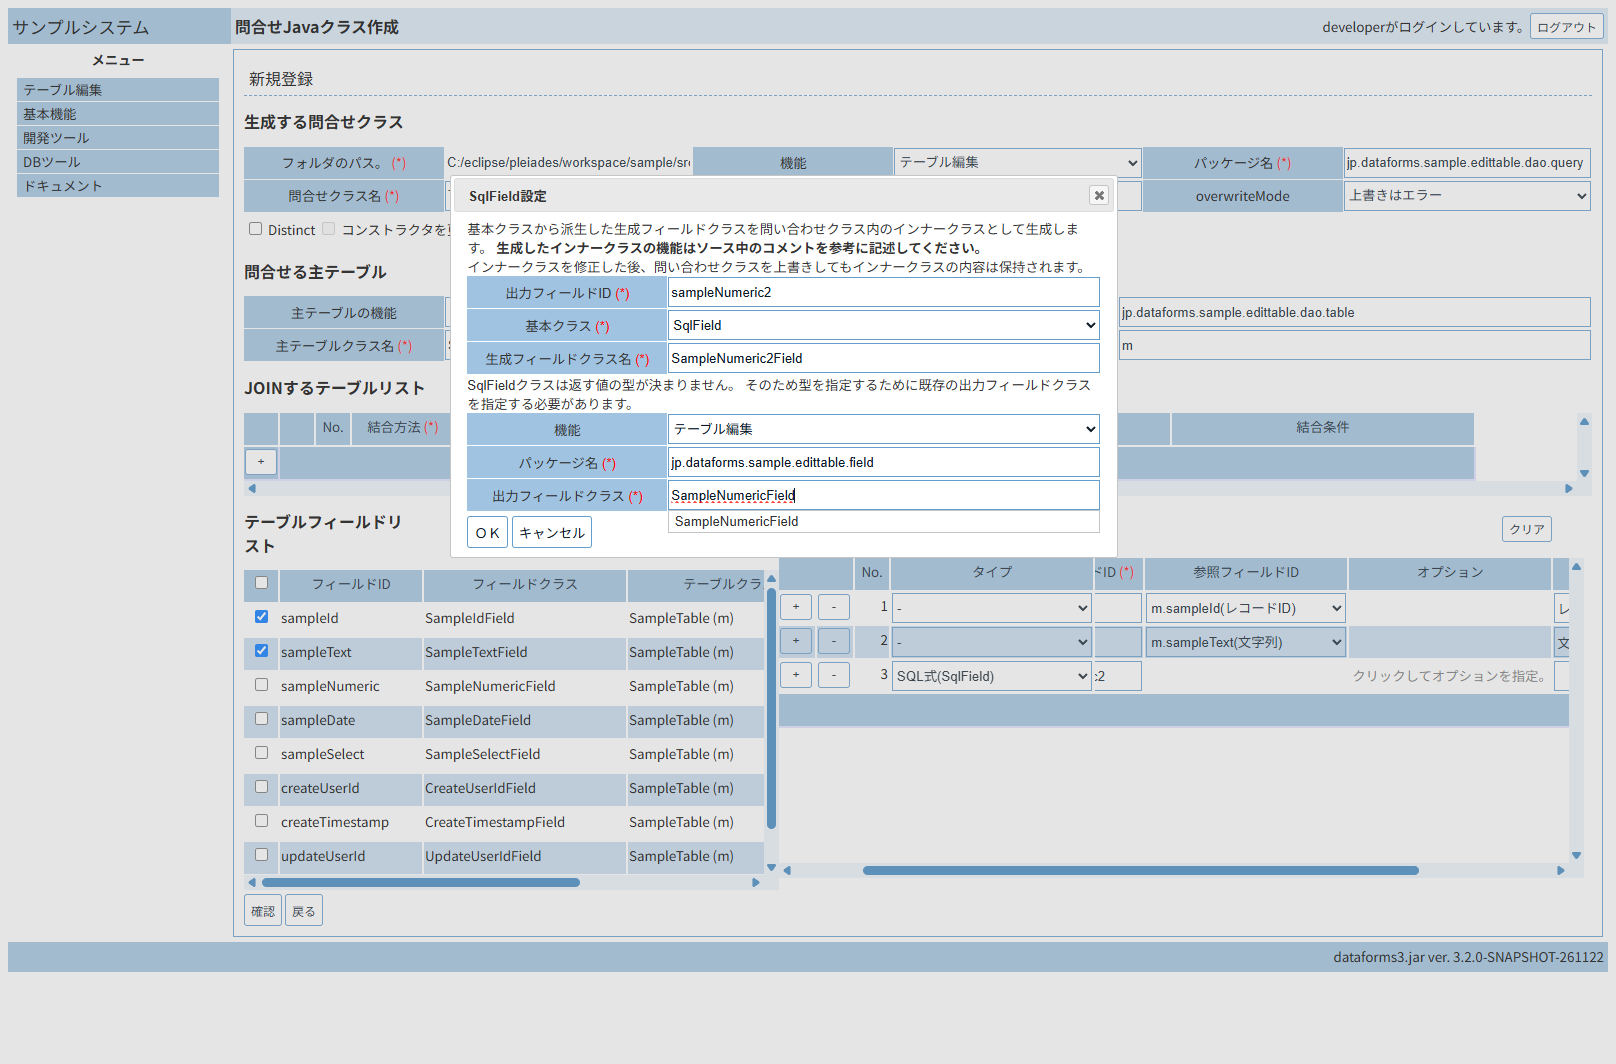 サンプルシステム
問合せJavaクラス作成
developerがログインしています。
ログアウト
メニュー
テーブル編集
基本機能
開発ツール
DBツール
ドキュメント
新規登録
生成する問合せクラス
フォルダのパス。 (*)
C:/eclipse/pleiades/workspace/sample/src
機能
テーブル編集
パッケージ名 (*)
jp.dataforms.sample.edittable.dao.query
問合せクラス名 (*)
overwriteMode
上書きはエラー
Distinct
コンストラクタを
SqlField設定
基本クラスから派生した生成フィールドクラスを問い合わせクラス内のインナークラスとして生成しま
す。 生成したインナークラスの機能はソース中のコメントを参考に記述してください。
インナークラスを修正した後、問い合わせクラスを上書きしてもインナークラスの内容は保持されます。
出力フィールドID (*)
sampleNumeric2
基本クラス (*)
SqlField
生成フィールドクラス名 (*)
SampleNumeric2Field
SqlFieldクラスは返す値の型が決まりません。 そのため型を指定するために既存の出力フィールドクラス
を指定する必要があります。
機能
テーブル編集
パッケージ名 (*)
jp.dataforms.sample.edittable.field
出力フィールドクラス (*)
SampleNumericField
SampleNumericField
ＯＫ
キャンセル
問合せる主テーブル
主テーブルの機能
jp.dataforms.sample.edittable.dao.table
主テーブルクラス名 (*)
m
JOINするテーブルリスト
No.
結合方法 (*)
結合条件
+
テーブルフィールドリ
スト
クリア
フィールドID
フィールドクラス
テーブルクラ
sampleId
SampleIdField
SampleTable (m)
sampleText
SampleTextField
SampleTable (m)
sampleNumeric
SampleNumericField
SampleTable (m)
sampleDate
SampleDateField
SampleTable (m)
sampleSelect
SampleSelectField
SampleTable (m)
createUserId
CreateUserIdField
SampleTable (m)
createTimestamp
CreateTimestampField
SampleTable (m)
updateUserId
UpdateUserIdField
SampleTable (m)
No.
タイプ
ドID (*)
参照フィールドID
オプション
+
-
1
-
m.sampleId(レコードID)
レ
+
-
2
-
m.sampleText(文字列)
文
+
-
3
SQL式(SqlField)
c2
クリックしてオプションを指定。
確認
戻る
dataforms3.jar ver. 3.2.0-SNAPSHOT-261122